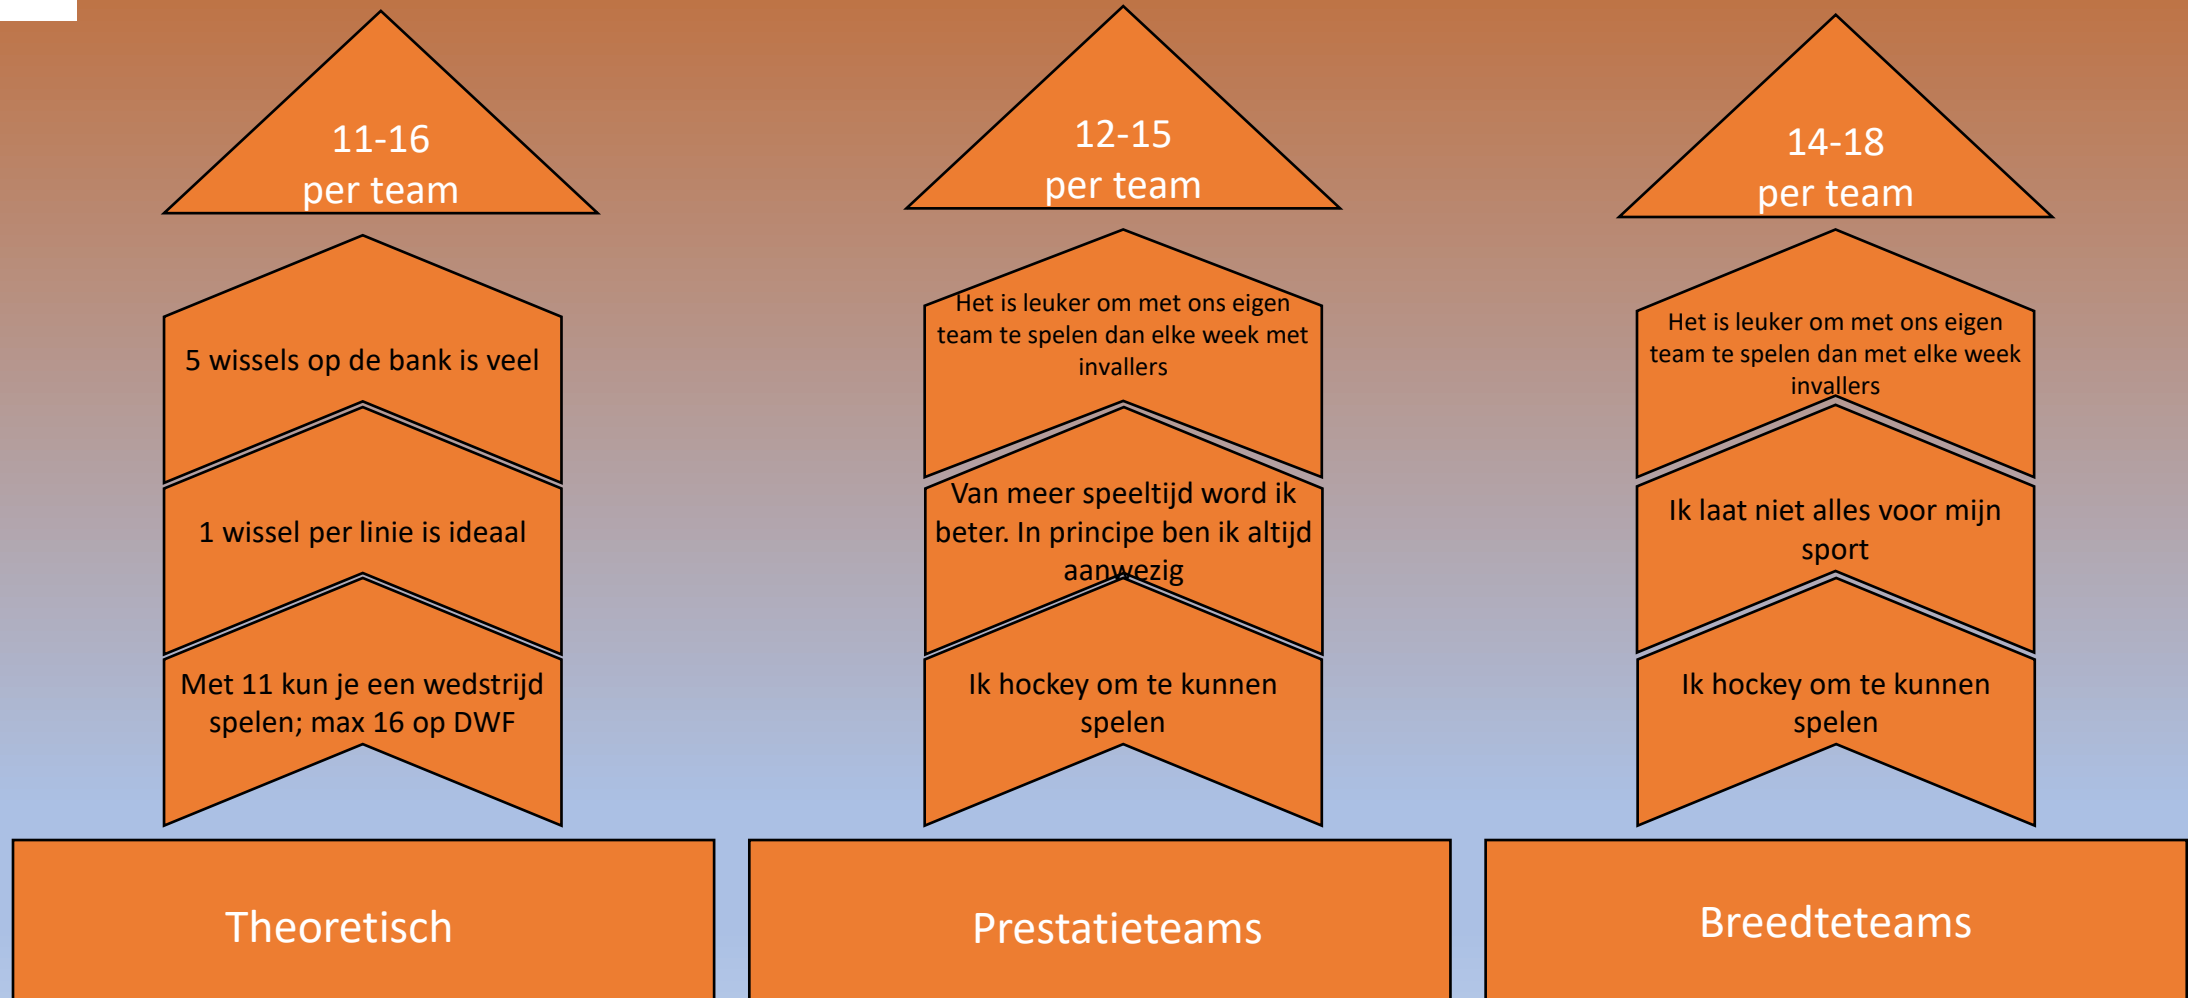 11-16
per team
5 wissels op de bank is veel
1 wissel per linie is ideaal
Met 11 kun je een wedstrijd
spelen; max 16 op DWF
Theoretisch
12-15
per team
Het is leuker om met ons eigen
team te spelen dan elke week met
invallers
Van meer speeltijd word ik
beter. In principe ben ik altijd
aanwezig
Ik hockey om te kunnen
spelen
Prestatieteams
14-18
per team
Het is leuker om met ons eigen
team te spelen dan met elke week
invallers
Ik laat niet alles voor mijn
sport
Ik hockey om te kunnen
spelen
Breedteteams